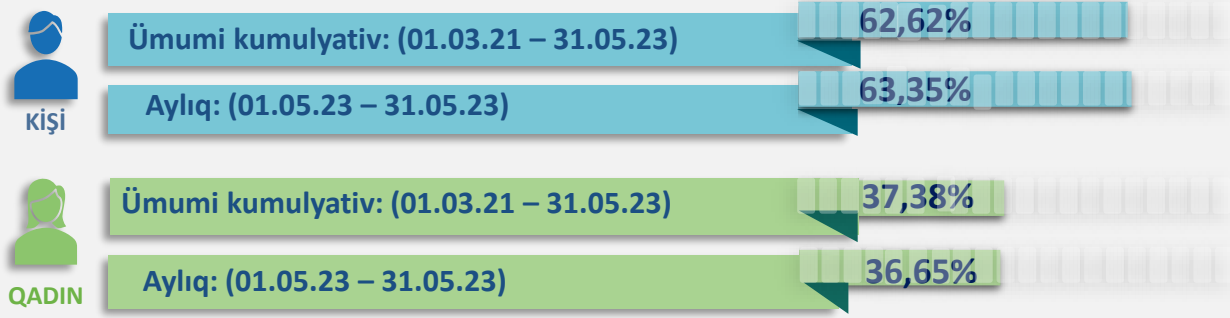 Ümumi kumulyativ: (01.03.21 – 31.05.23) 62,62%
Aylıq: (01.05.23 – 31.05.23) 63,35%
KİŞİ
Ümumi kumulyativ: (01.03.21 – 31.05.23) 37,38%
Aylıq: (01.05.23 – 31.05.23) 36,65%
QADIN